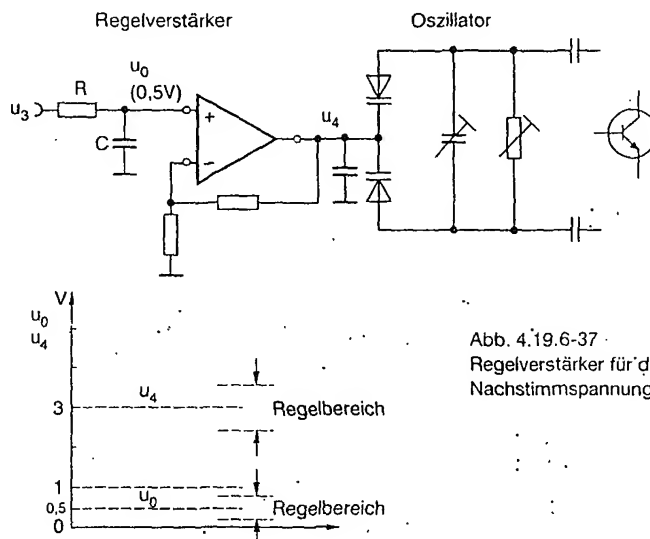 Regelverstärker
Oszillator
u3
R
u0
(0,5V)
C
+
−
u4
V
u0
u4
3
u4
Regelbereich
1
u0
0,5
Regelbereich
0
Abb. 4.19.6-37
Regelverstärker für d
Nachstimmspannung